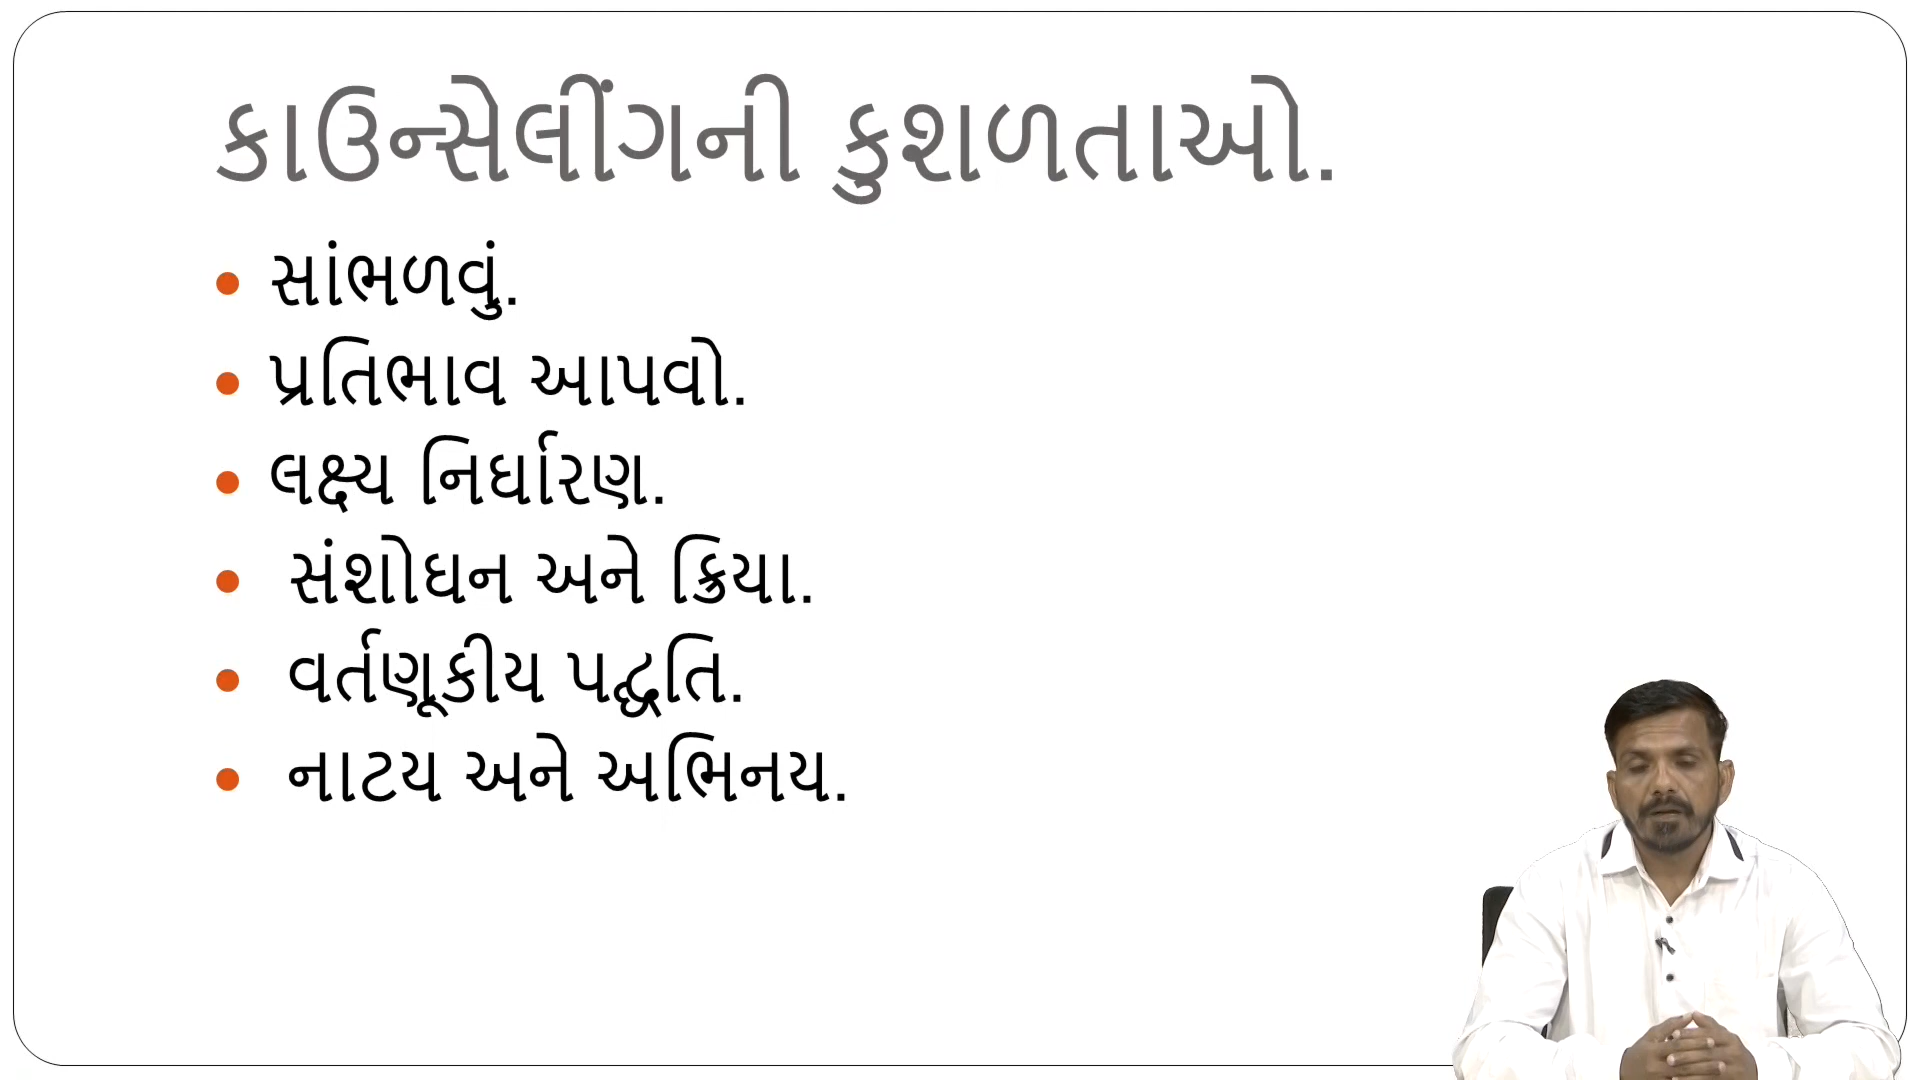 કાઉન્સેલીંગની કુશળતાઓ.
સાંભળવું.
પ્રતિભાવ આપવો.
લક્ષ્ય નિર્ધારણ.
સંશોધન અને ક્રિયા.
વર્તણૂકીય પદ્ધતિ.
નાટય અને અભિનય.